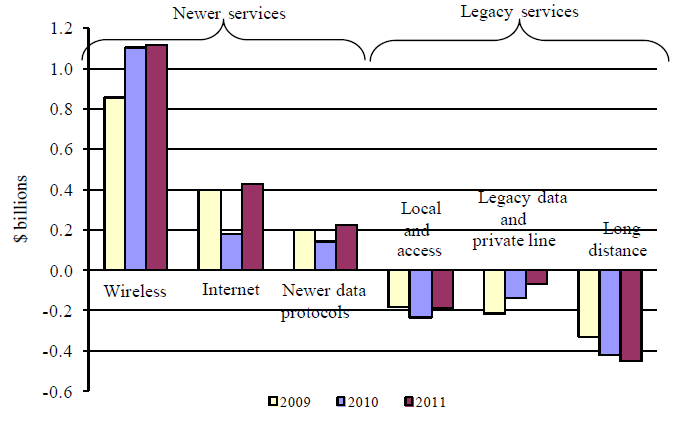 Newer services
Legacy services
1.2
1.0
0.8
0.6
0.4
0.2
0.0
-0.2
-0.4
-0.6
$ billions
Wireless
Internet
Newer data
protocols
Local
and
access
Legacy data
and
private line
Long
distance
2009
2010
2011